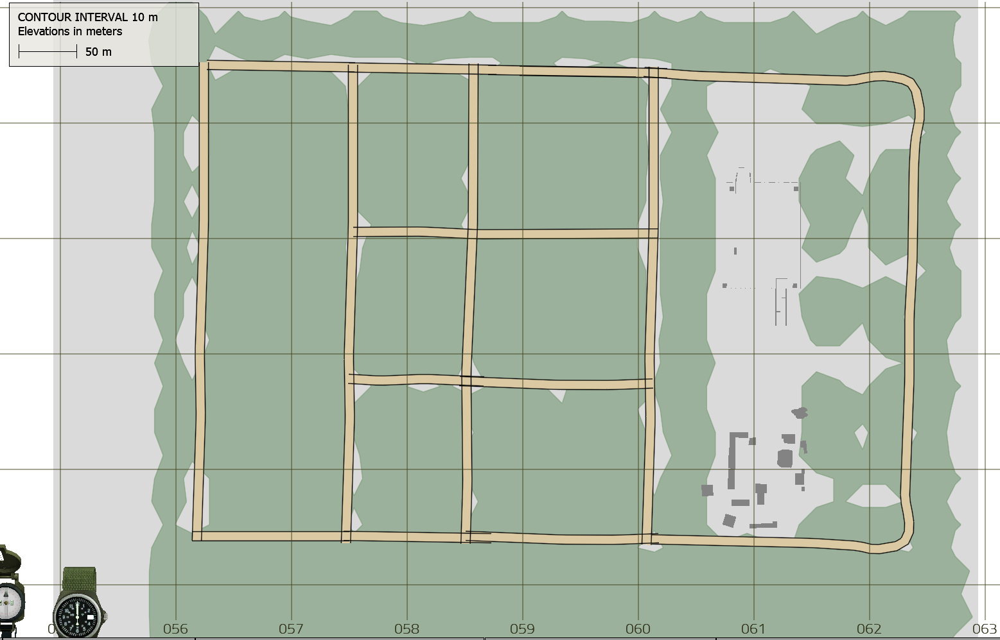 CONTOUR INTERVAL 10 m
Elevations in meters
50 m
056 057 058 059 060 061 062 063